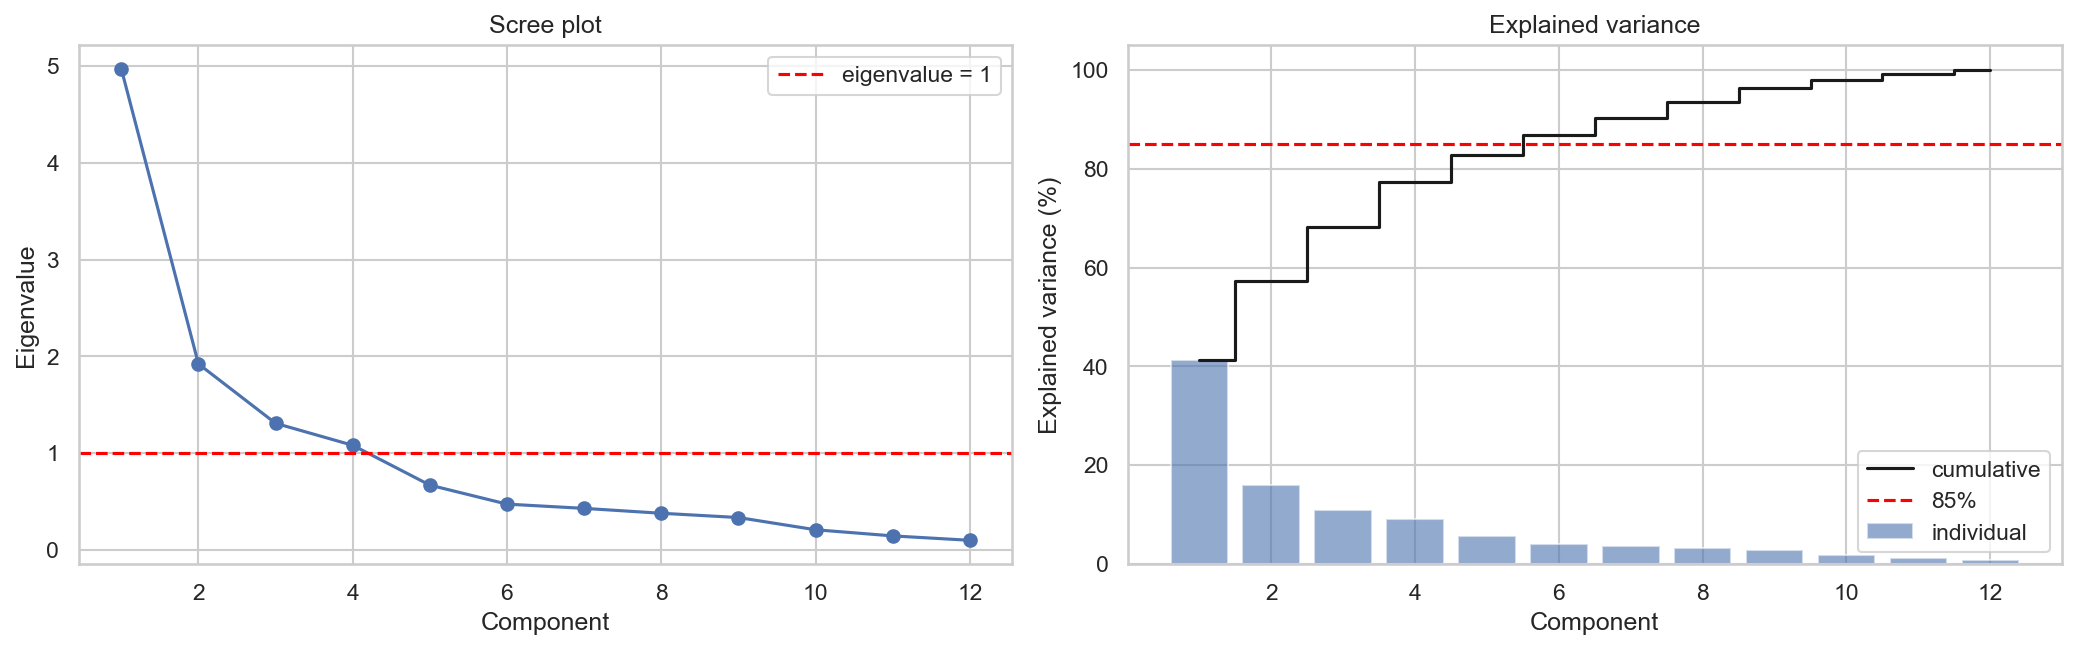 Scree plot
eigenvalue = 1
5
4
3
2
1
0
Eigenvalue
2 4 6 8 10 12
Component
Explained variance
100
80
60
40
20
0
Explained variance (%)
cumulative
85%
individual
2 4 6 8 10 12
Component